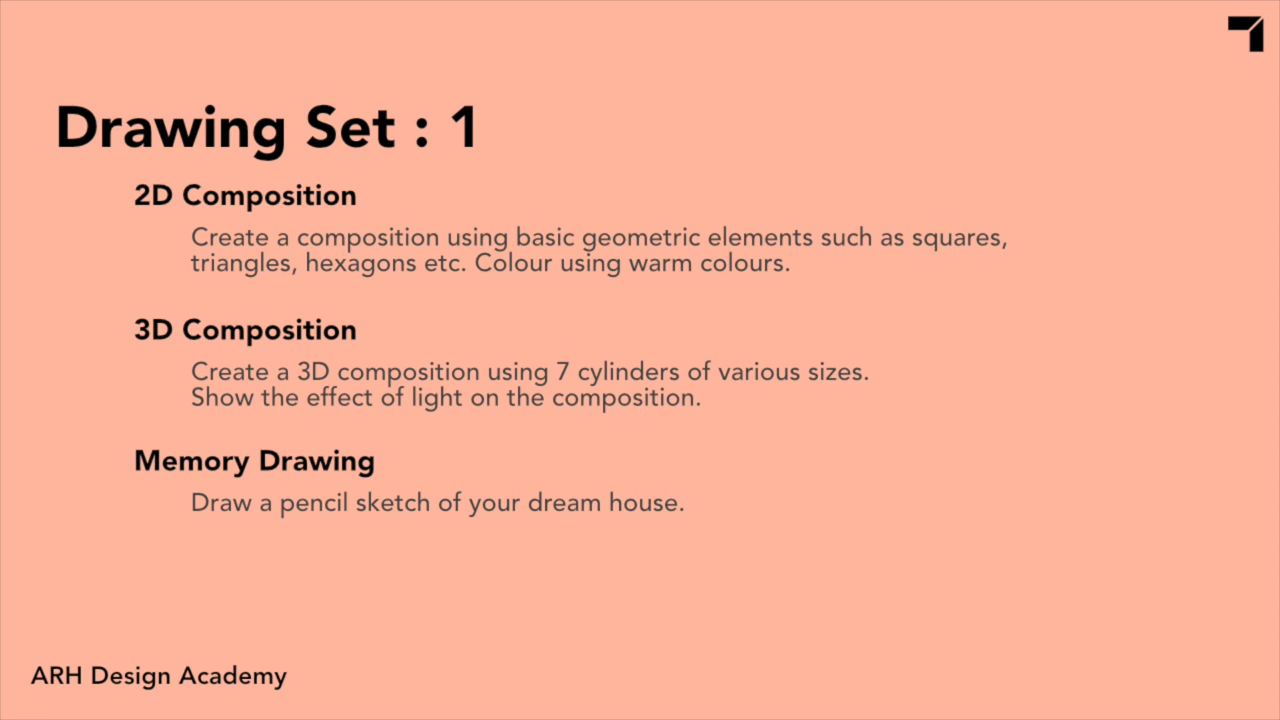 Drawing Set : 1
2D Composition
Create a composition using basic geometric elements such as squares,
triangles, hexagons etc. Colour using warm colours.
3D Composition
Create a 3D composition using 7 cylinders of various sizes.
Show the effect of light on the composition.
Memory Drawing
Draw a pencil sketch of your dream house.
ARH Design Academy